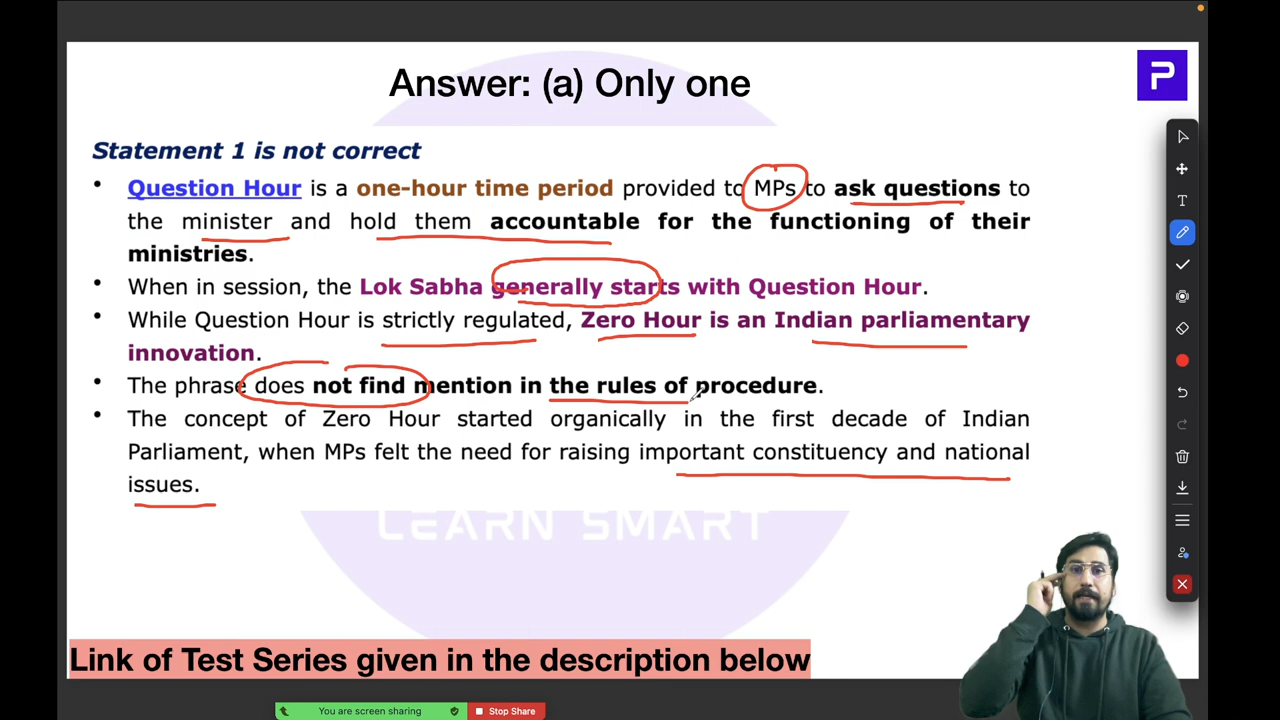 Answer: (a) Only one
P
Statement 1 is not correct
• Question Hour is a one-hour time period provided to MPs to ask questions to
the minister and hold them accountable for the functioning of their
ministries.
• When in session, the Lok Sabha generally starts with Question Hour.
• While Question Hour is strictly regulated, Zero Hour is an Indian parliamentary
innovation.
• The phrase does not find mention in the rules of procedure.
• The concept of Zero Hour started organically in the first decade of Indian
Parliament, when MPs felt the need for raising important constituency and national
issues.
LEARN SMART
Link of Test Series given in the description below
You are screen sharing
Stop Share
T